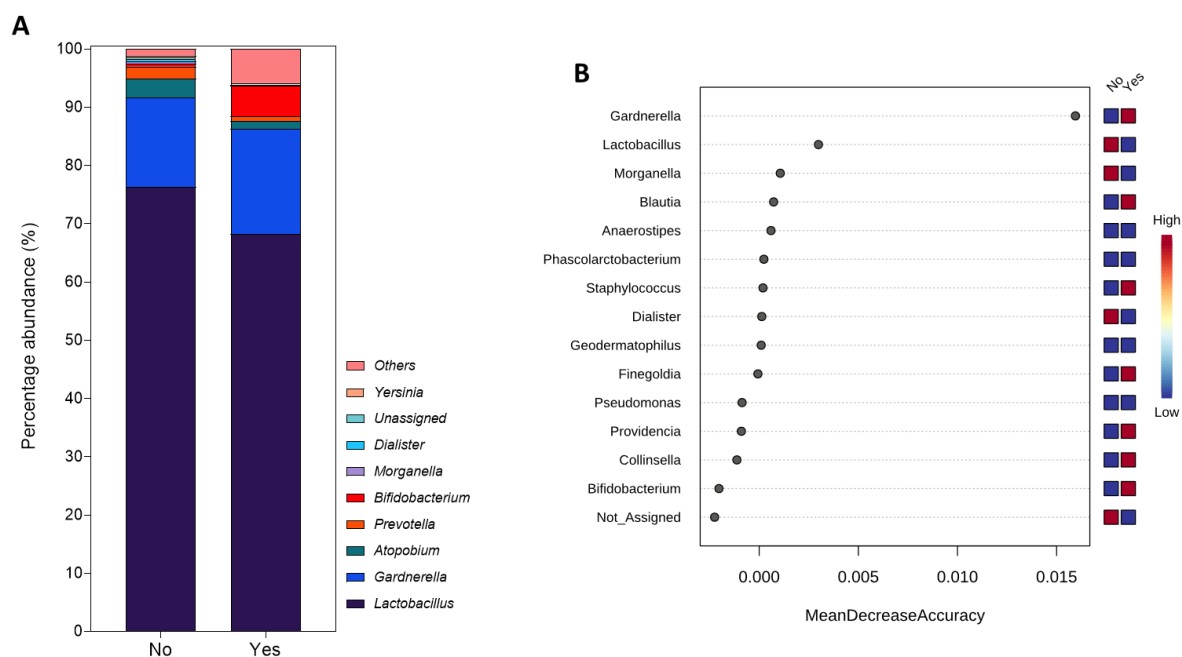 A
Percentage abundance (%)
100
90
80
70
60
50
40
30
20
10
0
No
Yes
Others
Yersinia
Unassigned
Dialister
Morganella
Bifidobacterium
Prevotella
Atopobium
Gardnerella
Lactobacillus
B
No Yes
Gardnerella
Lactobacillus
Morganella
Blautia
Anaerostipes
Phascolarctobacterium
Staphylococcus
Dialister
Geodermatophilus
Finegoldia
Pseudomonas
Providencia
Collinsella
Bifidobacterium
Not_Assigned
0.000 0.005 0.010 0.015
MeanDecreaseAccuracy
High
Low